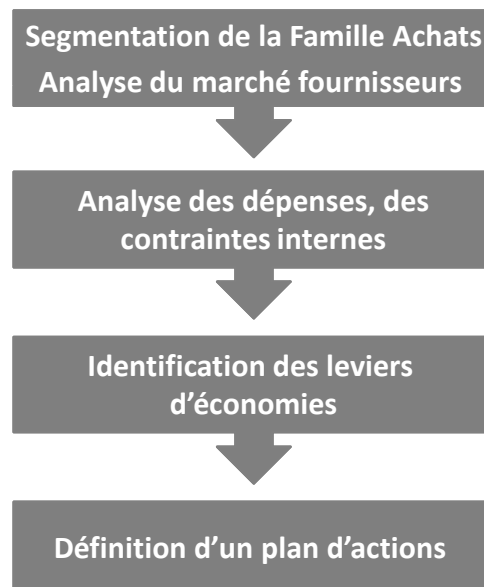 Segmentation de la Famille Achats
Analyse du marché fournisseurs
Analyse des dépenses, des
contraintes internes
Identification des leviers
d’économies
Définition d’un plan d’actions